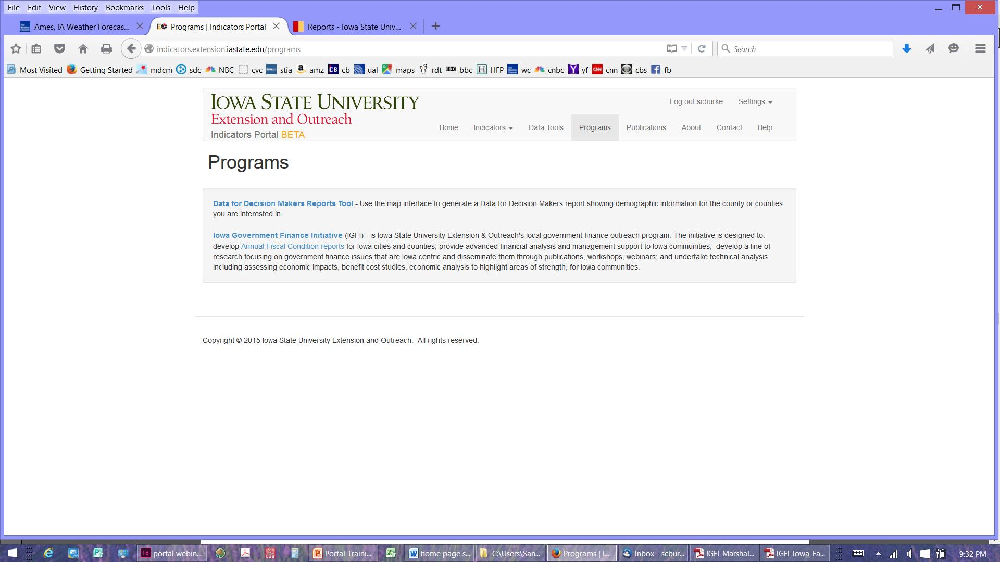 File Edit View History Bookmarks Tools Help
Ames, IA Weather Forecas... Programs | Indicators Portal Reports - Iowa State Univ...
indicators.extension.iastate.edu/programs Search
Most Visited Getting Started mdcm sdc NBC cvc stia amz cb ual maps rdt bbc HFP wc cnbc yf cnn cbs fb
IOWA STATE UNIVERSITY
Extension and Outreach
Indicators Portal BETA
Log out scburke Settings
Home Indicators Data Tools Programs Publications About Contact Help
Programs
Data for Decision Makers Reports Tool - Use the map interface to generate a Data for Decision Makers report showing demographic information for the county or counties
you are interested in.
Iowa Government Finance Initiative (IGFI) - is Iowa State University Extension & Outreach's local government finance outreach program. The initiative is designed to:
develop Annual Fiscal Condition reports for Iowa cities and counties; provide advanced financial analysis and management support to Iowa communities;  develop a line of
research focusing on government finance issues that are Iowa centric and disseminate them through publications, workshops, webinars; and undertake technical analysis
including assessing economic impacts, benefit cost studies, economic analysis to highlight areas of strength, for Iowa communities.
Copyright © 2015 Iowa State University Extension and Outreach.  All rights reserved.
portal webin... Portal Traini... home page s... C:\Users\San... Programs | I... Inbox - scbur... IGFI-Marshal... IGFI-Iowa_Fa... 9:32 PM